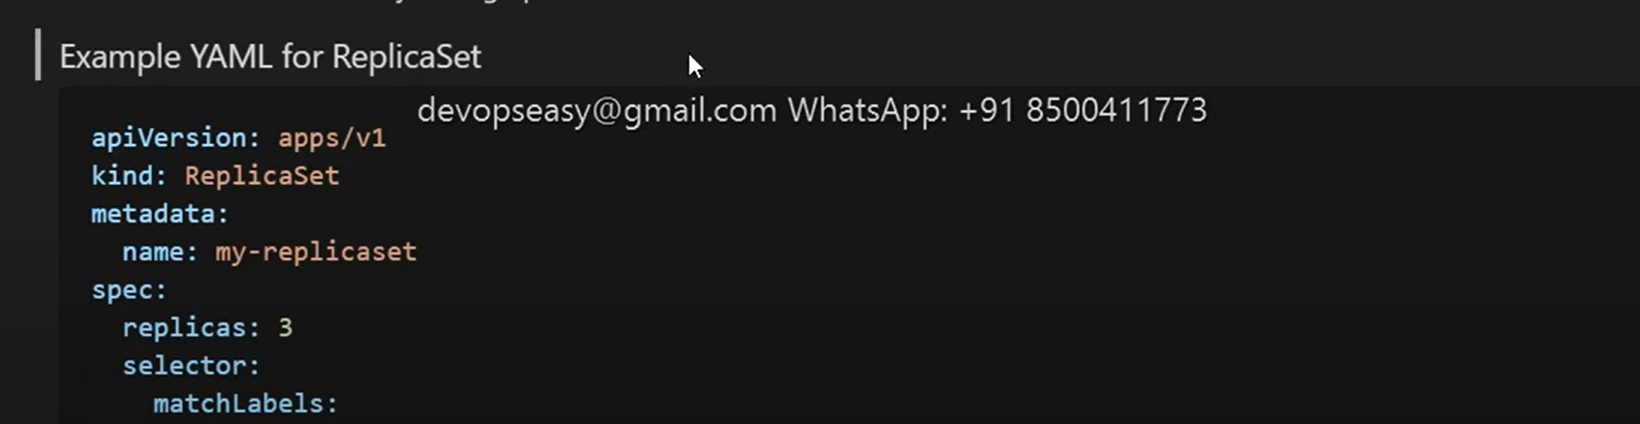 Example YAML for ReplicaSet
devopseasy@gmail.com WhatsApp: +91 8500411773
apiVersion: apps/v1
kind: ReplicaSet
metadata:
  name: my-replicaset
spec:
  replicas: 3
  selector:
    matchLabels: